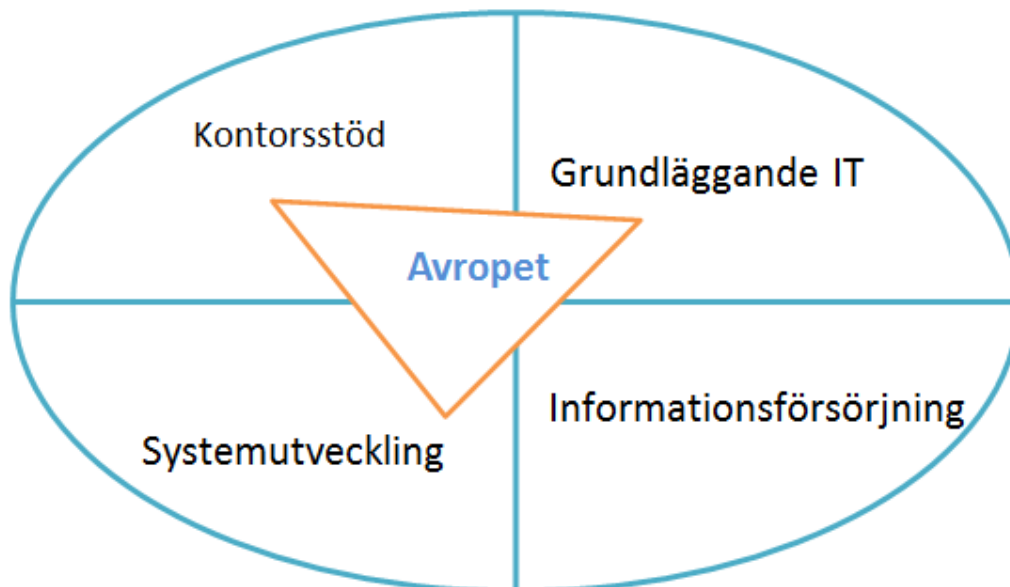 Kontorsstöd
Grundläggande IT
Avropet
Systemutveckling
Informationsförsörjning